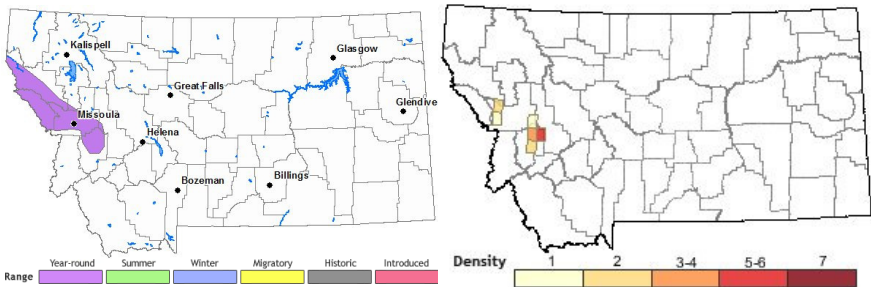 Kalispell
Glasgow
Great Falls
Glendive
Missoula
Helena
Bozeman
Billings
Range Year-round Summer Winter Migratory Historic Introduced
Density 1 2 3-4 5-6 7